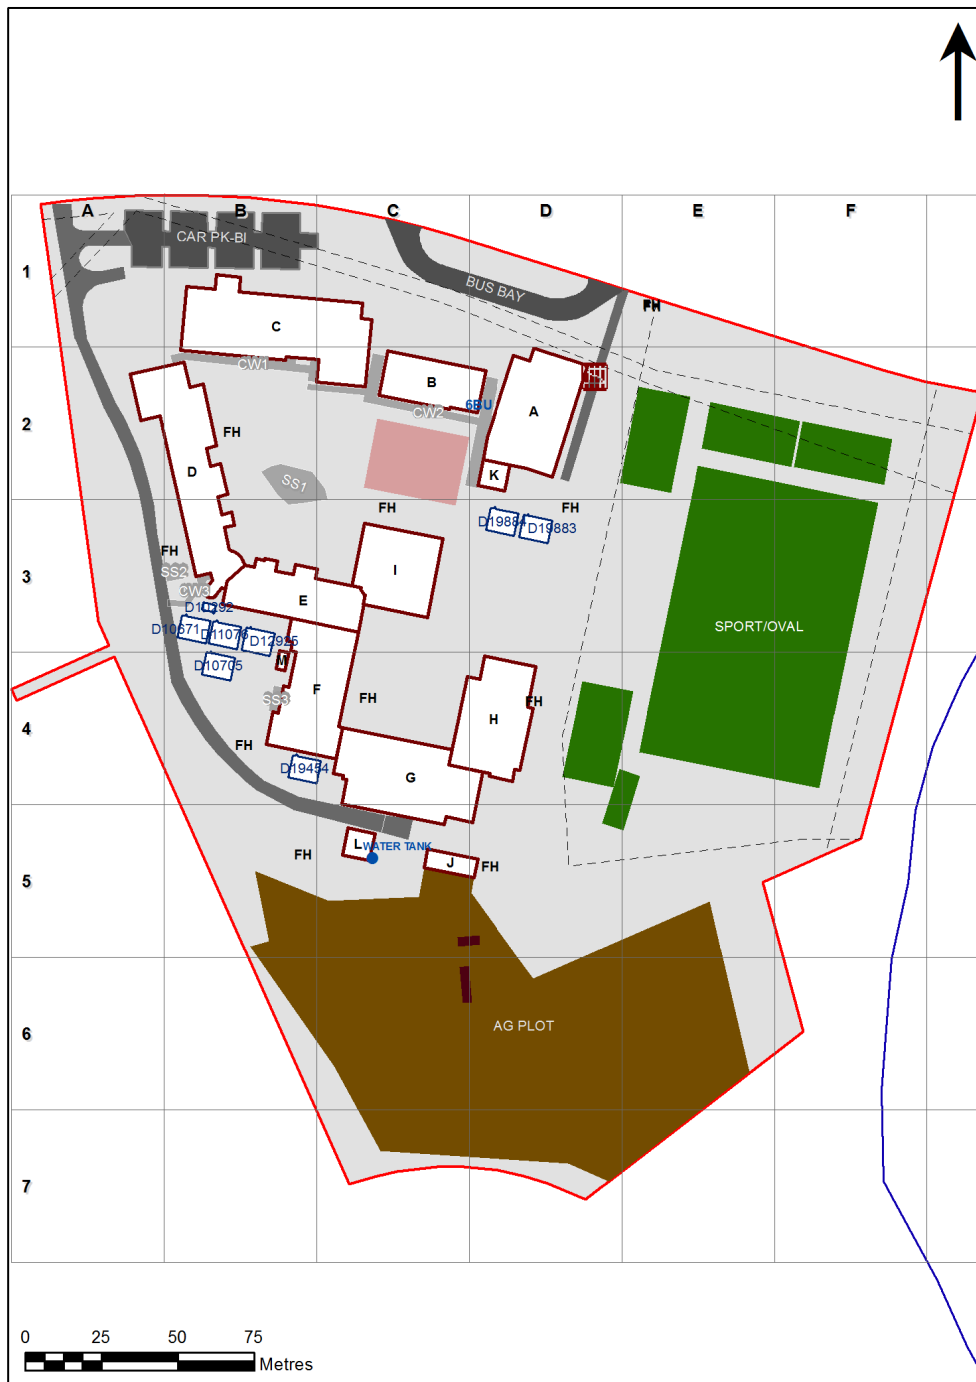 A B C D E F
CAR PK-BI
1
BUS BAY
FH
C
CW1
B
6BU
CW2
A
2
FH
D
K
SS1
FH
FH
D19884
D19883
FH
SS2
I
3
CW3
E
D10292
D10671
D11076
D12925
SPORT/OVAL
M
D10705
F
SS3
FH
H
FH
4
FH
D19454
G
L
WATER TANK
FH
J
FH
5
AG PLOT
6
7
0 25 50 75
Metres